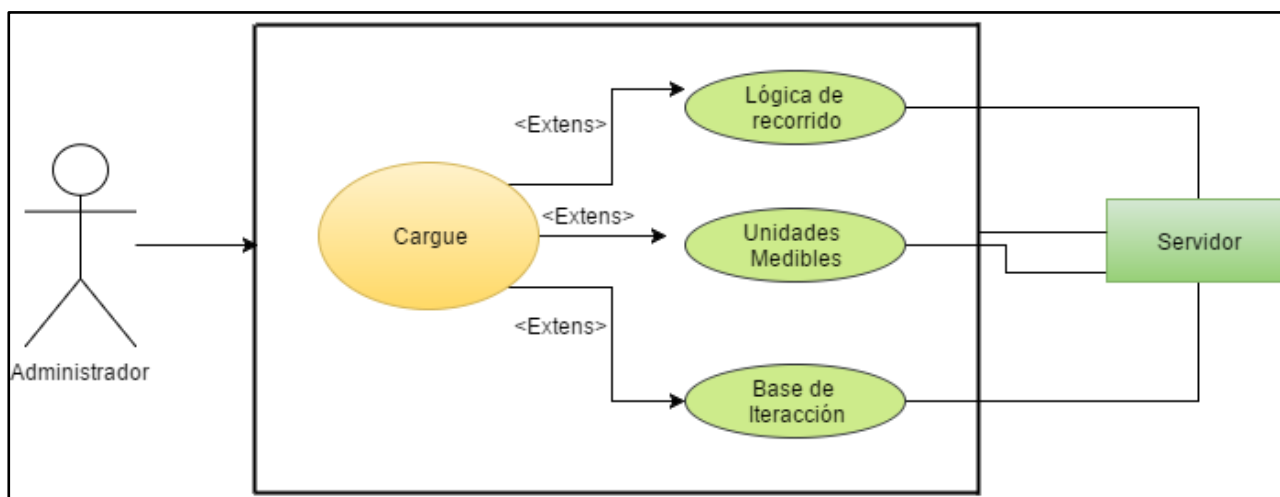 Lógica de
recorrido
<Extens>
Cargue
<Extens>
Unidades
Medibles
Servidor
<Extens>
Administrador
Base de
Iteracción